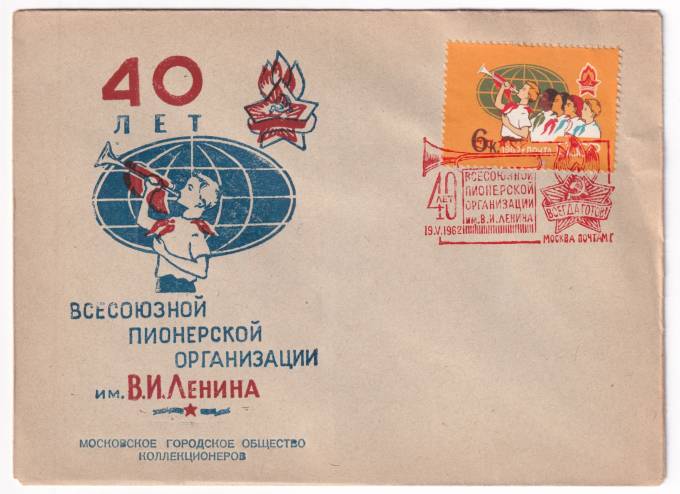 40
ЛЕТ
ВСЕСОЮЗНОЙ
ПИОНЕРСКОЙ
ОРГАНИЗАЦИИ
им. В.И.ЛЕНИНА
МОСКОВСКОЕ ГОРОДСКОЕ ОБЩЕСТВО
КОЛЛЕКЦИОНЕРОВ
6к
ПОЧТА
40
ЛЕТ
ВСЕСОЮЗНОЙ
ПИОНЕРСКОЙ
ОРГАНИЗАЦИИ
им. В.И.ЛЕНИНА
19.V.1962
ВСЕГДА ГОТОВ!
МОСКВА ПОЧТАМТ